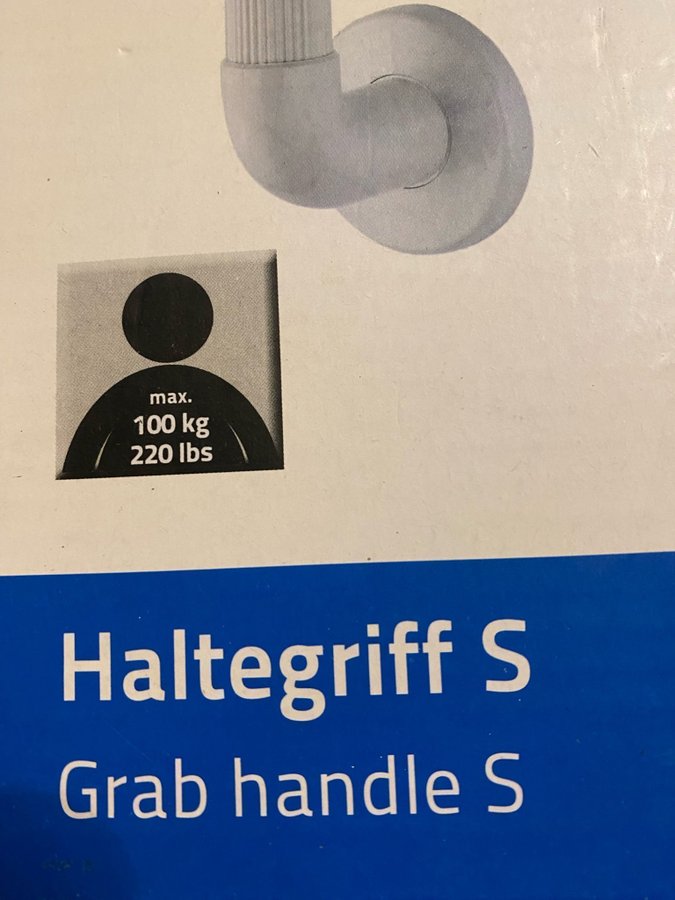 max.
100 kg
220 lbs
Haltegriff S
Grab handle S